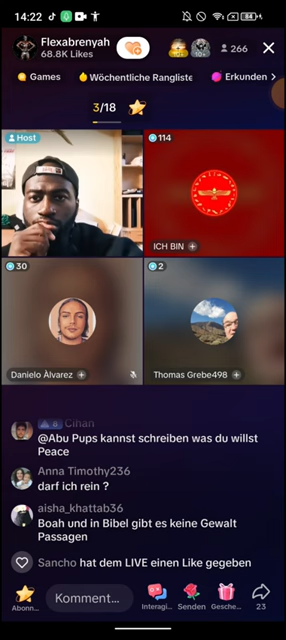 14:22
84
Flexabrenyah
68.8K Likes
266
Games
Wöchentliche Rangliste
Erkunden
3/18
Host
114
ICH BIN
30
2
Danielo Àlvarez
Thomas Grebe498
8 Cihan
@Abu Pups kannst schreiben was du willst
Peace
Anna Timothy236
darf ich rein ?
aisha_khattab36
Boah und in Bibel gibt es keine Gewalt
Passagen
Sancho hat dem LIVE einen Like gegeben
Komment...
Abonn...
Interagi...
Senden
Gesche...
23